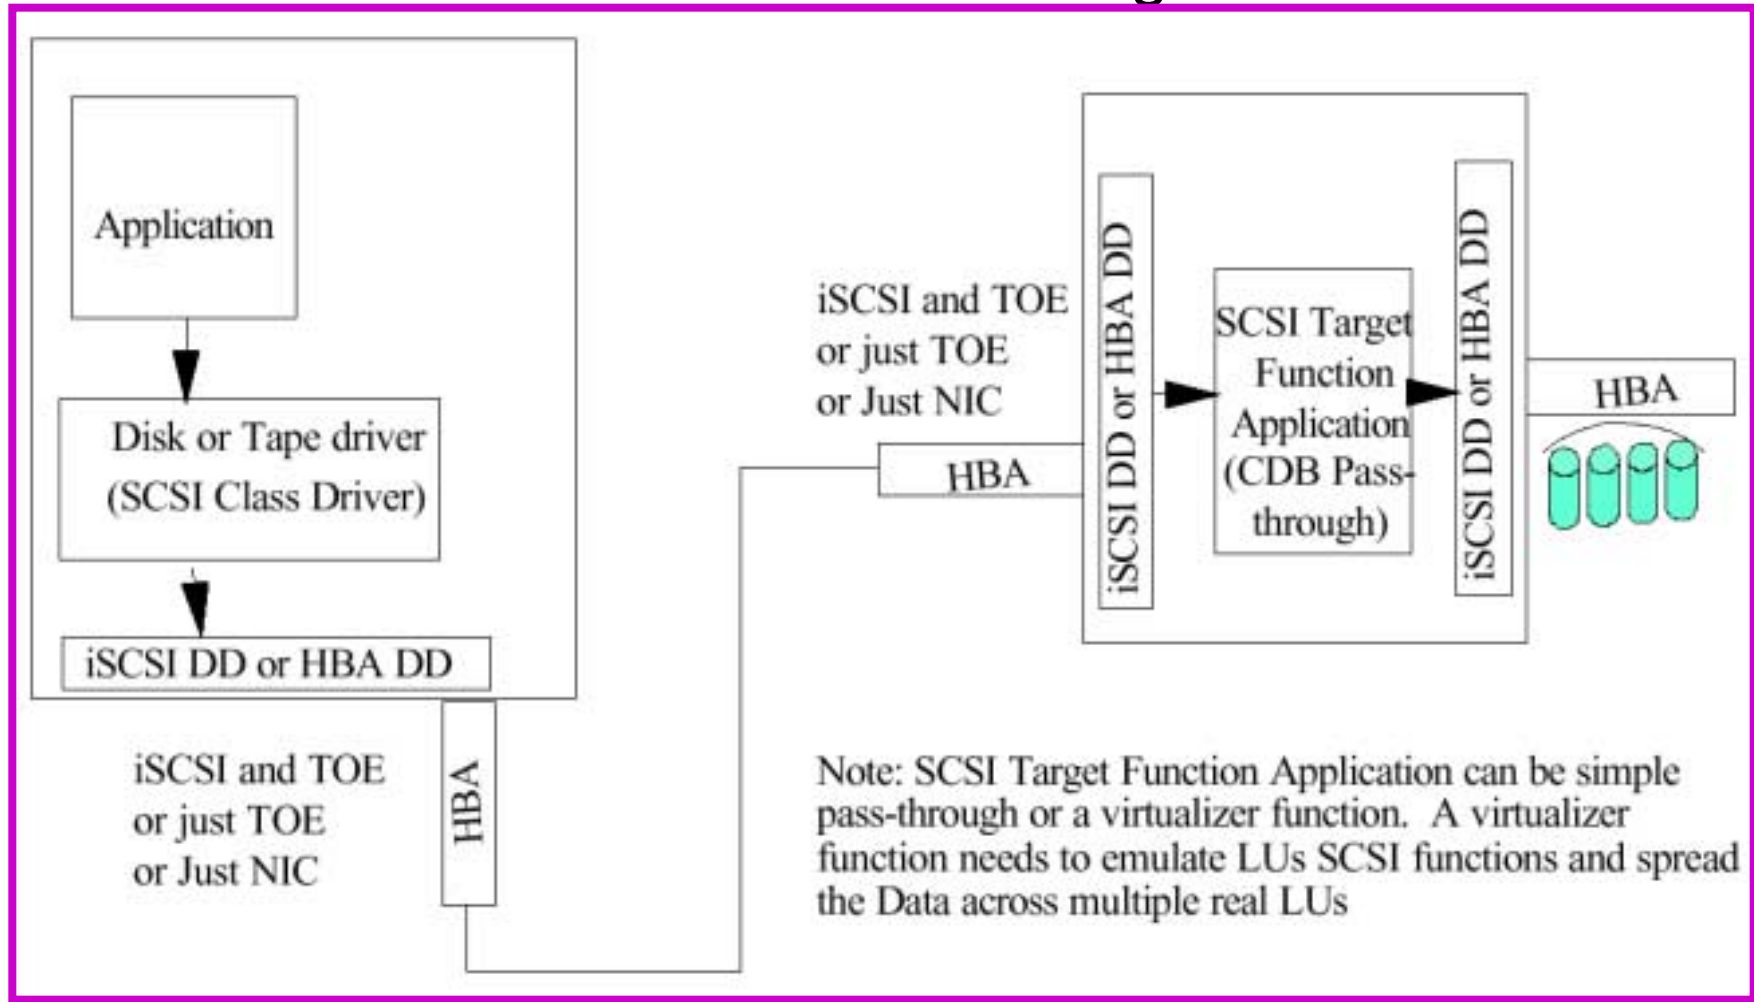 Application
Disk or Tape driver
(SCSI Class Driver)
iSCSI DD or HBA DD
iSCSI and TOE
or just TOE
or Just NIC
HBA
iSCSI and TOE
or just TOE
or Just NIC
HBA
iSCSI DD or HBA DD
SCSI Target
Function
Application
(CDB Pass-
through)
iSCSI DD or HBA DD
HBA
Note: SCSI Target Function Application can be simple
pass-through or a virtualizer function.  A virtualizer
function needs to emulate LUs SCSI functions and spread
the Data across multiple real LUs